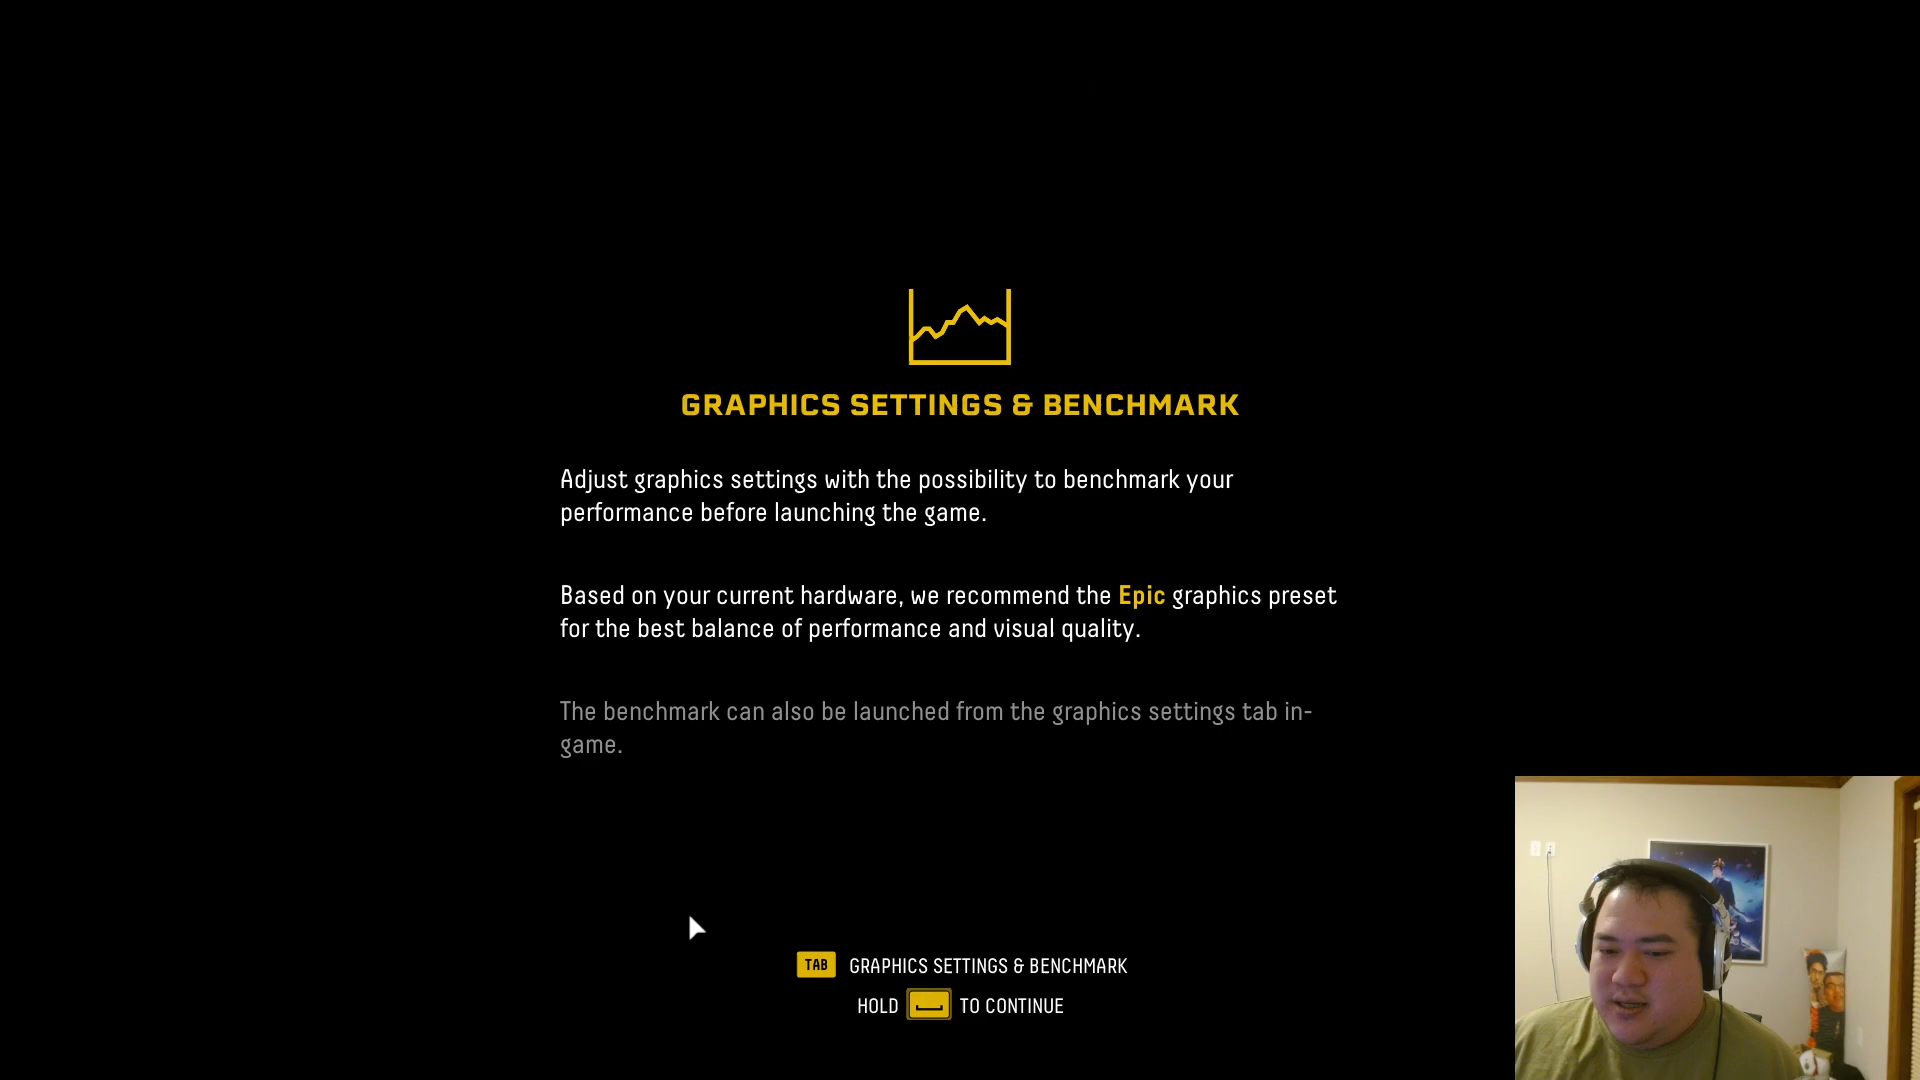 GRAPHICS SETTINGS & BENCHMARK
Adjust graphics settings with the possibility to benchmark your
performance before launching the game.
Based on your current hardware, we recommend the Epic graphics preset
for the best balance of performance and visual quality.
The benchmark can also be launched from the graphics settings tab in-
game.
TAB GRAPHICS SETTINGS & BENCHMARK
HOLD TO CONTINUE